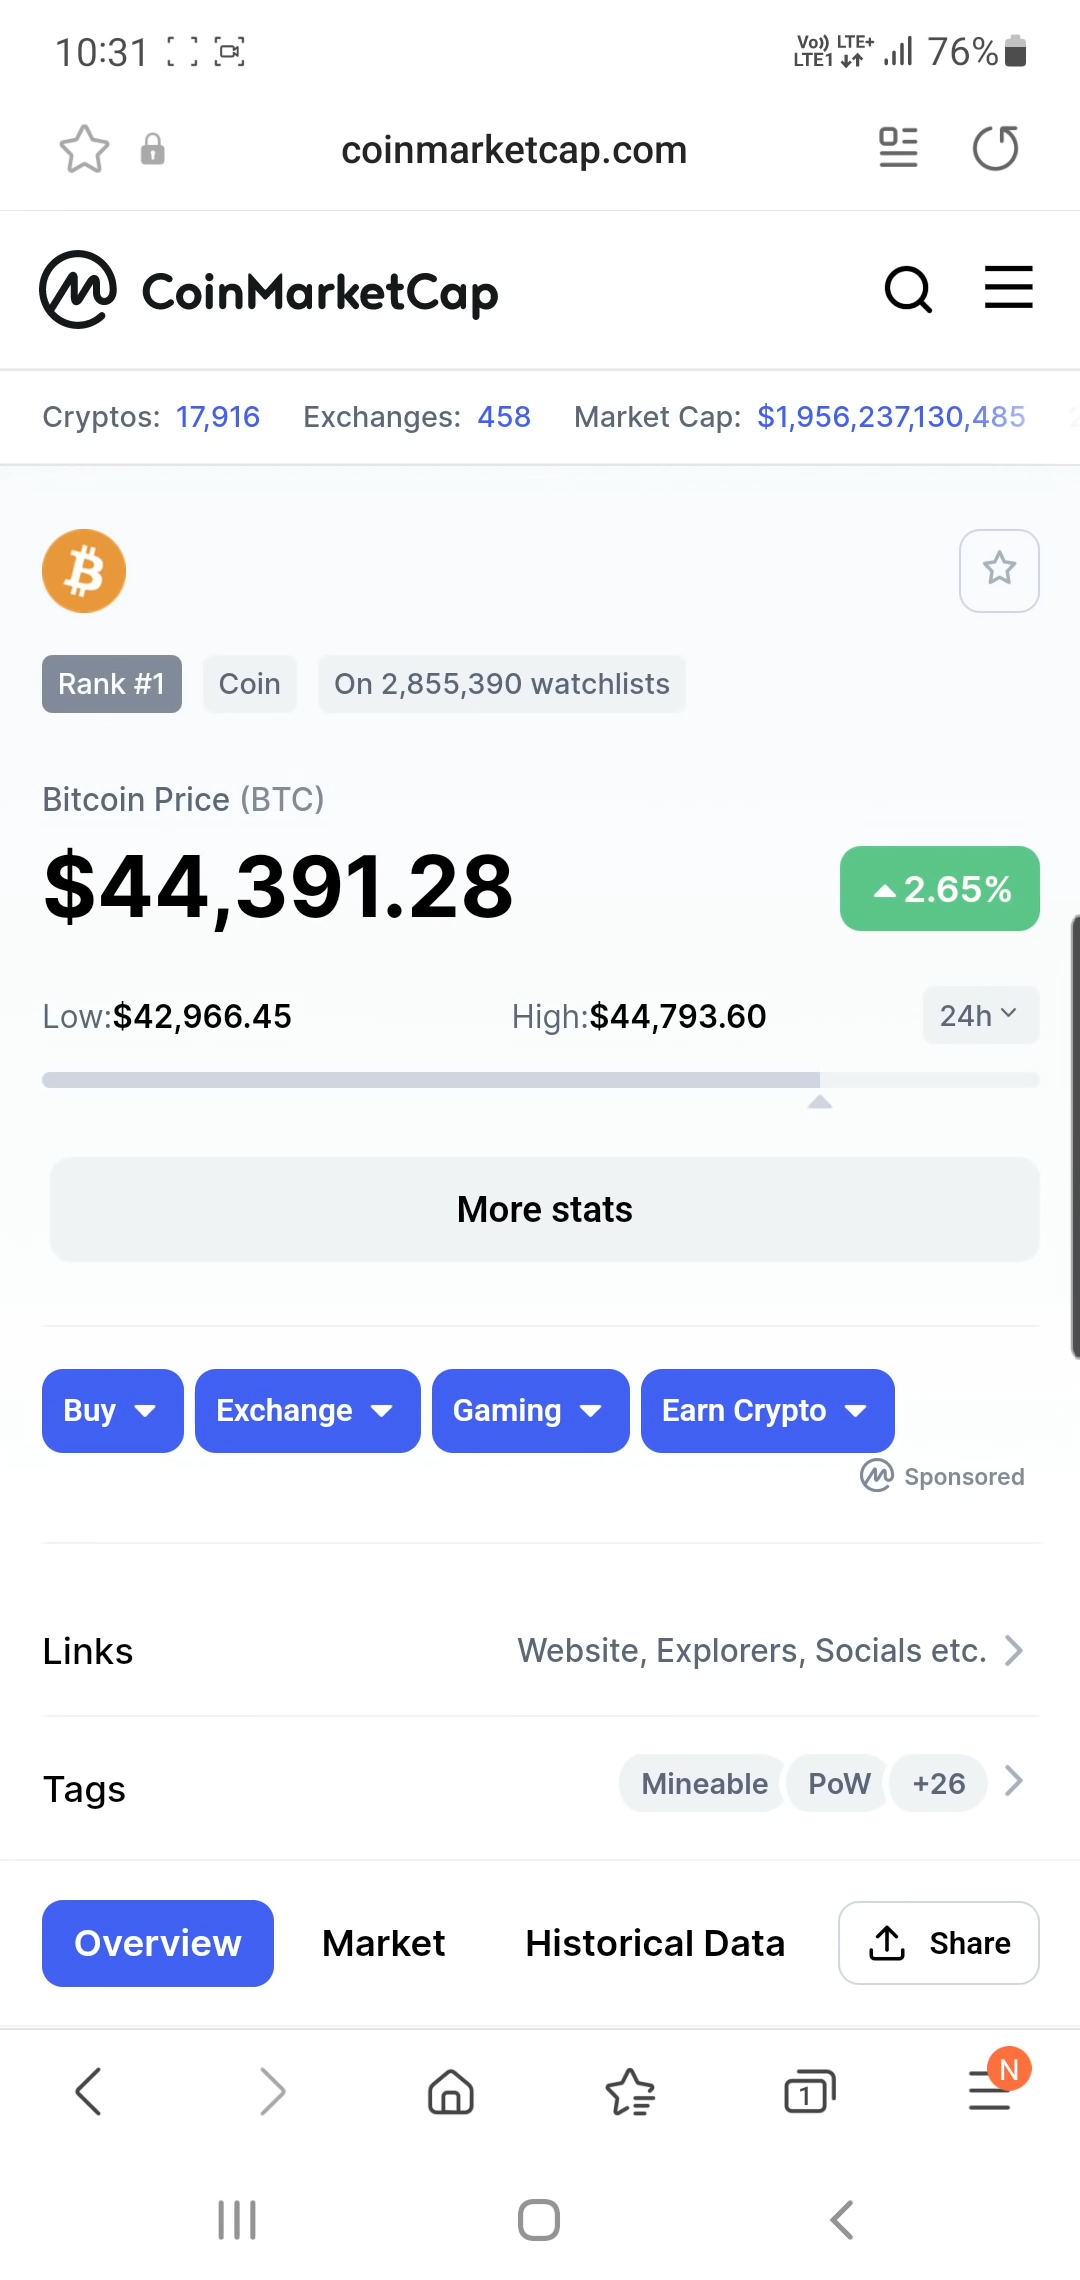 10:31 Vo)) LTE1 LTE+ 76%
coinmarketcap.com
CoinMarketCap
Cryptos: 17,916 Exchanges: 458 Market Cap: $1,956,237,130,485
Rank #1 Coin On 2,855,390 watchlists
Bitcoin Price (BTC)
$44,391.28 2.65%
Low:$42,966.45 High:$44,793.60 24h
More stats
Buy Exchange Gaming Earn Crypto
Sponsored
Links Website, Explorers, Socials etc.
Tags Mineable PoW +26
Overview Market Historical Data Share
1 N